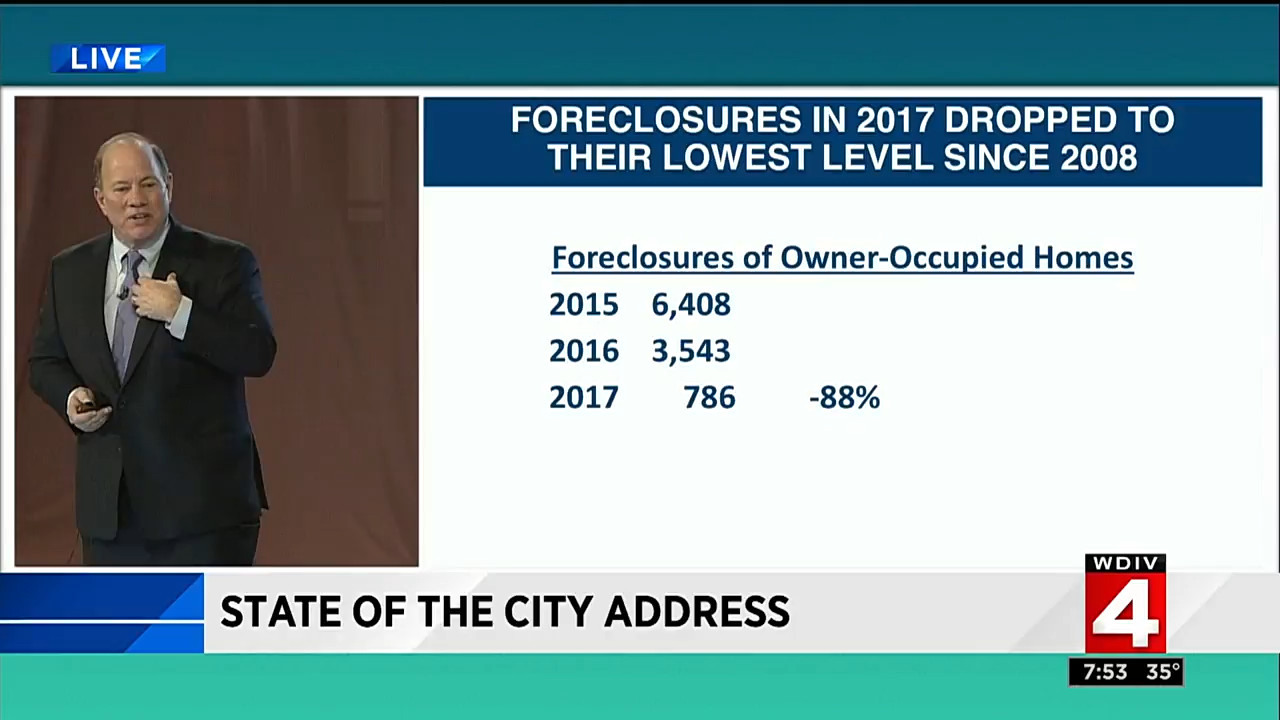 LIVE
FORECLOSURES IN 2017 DROPPED TO
THEIR LOWEST LEVEL SINCE 2008
Foreclosures of Owner-Occupied Homes
2015 6,408
2016 3,543
2017 786 -88%
STATE OF THE CITY ADDRESS
WDIV
4
7:53 35°